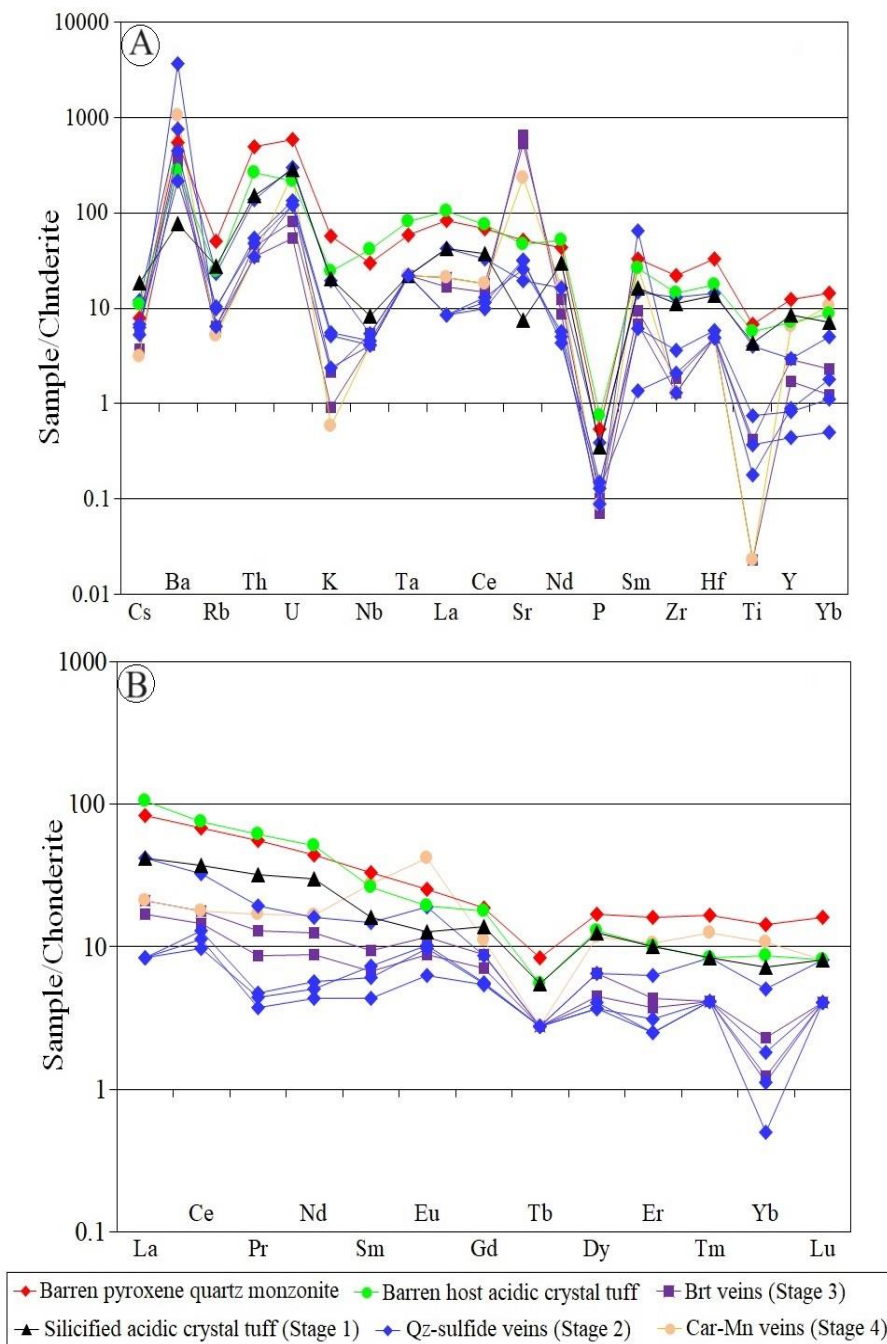 A
10000
1000
100
10
1
0.1
0.01
Sample/Chnderite
Ba Th K Ta Ce Nd Sm Hf Y
Cs Rb U Nb La Sr P Zr Ti Yb
B
1000
100
10
1
0.1
Sample/Chonderite
Ce Nd Eu Tb Er Yb
La Pr Sm Gd Dy Tm Lu
Barren pyroxene quartz monzonite Barren host acidic crystal tuff Brt veins (Stage 3)
Silicified acidic crystal tuff (Stage 1) Qz-sulfide veins (Stage 2) Car-Mn veins (Stage 4)